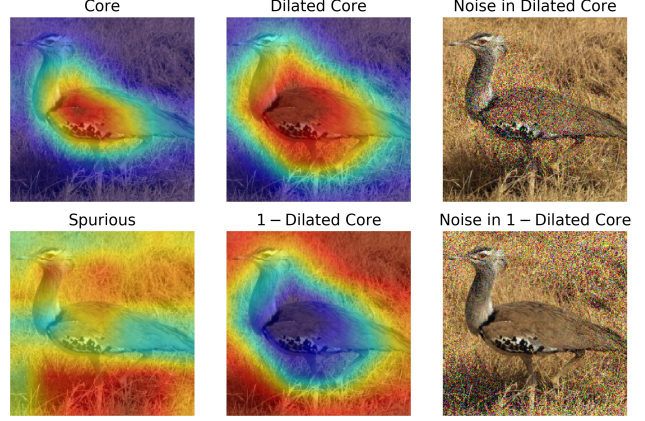 Core
Dilated Core
Noise in Dilated Core
Spurious
1 − Dilated Core
Noise in 1 − Dilated Core